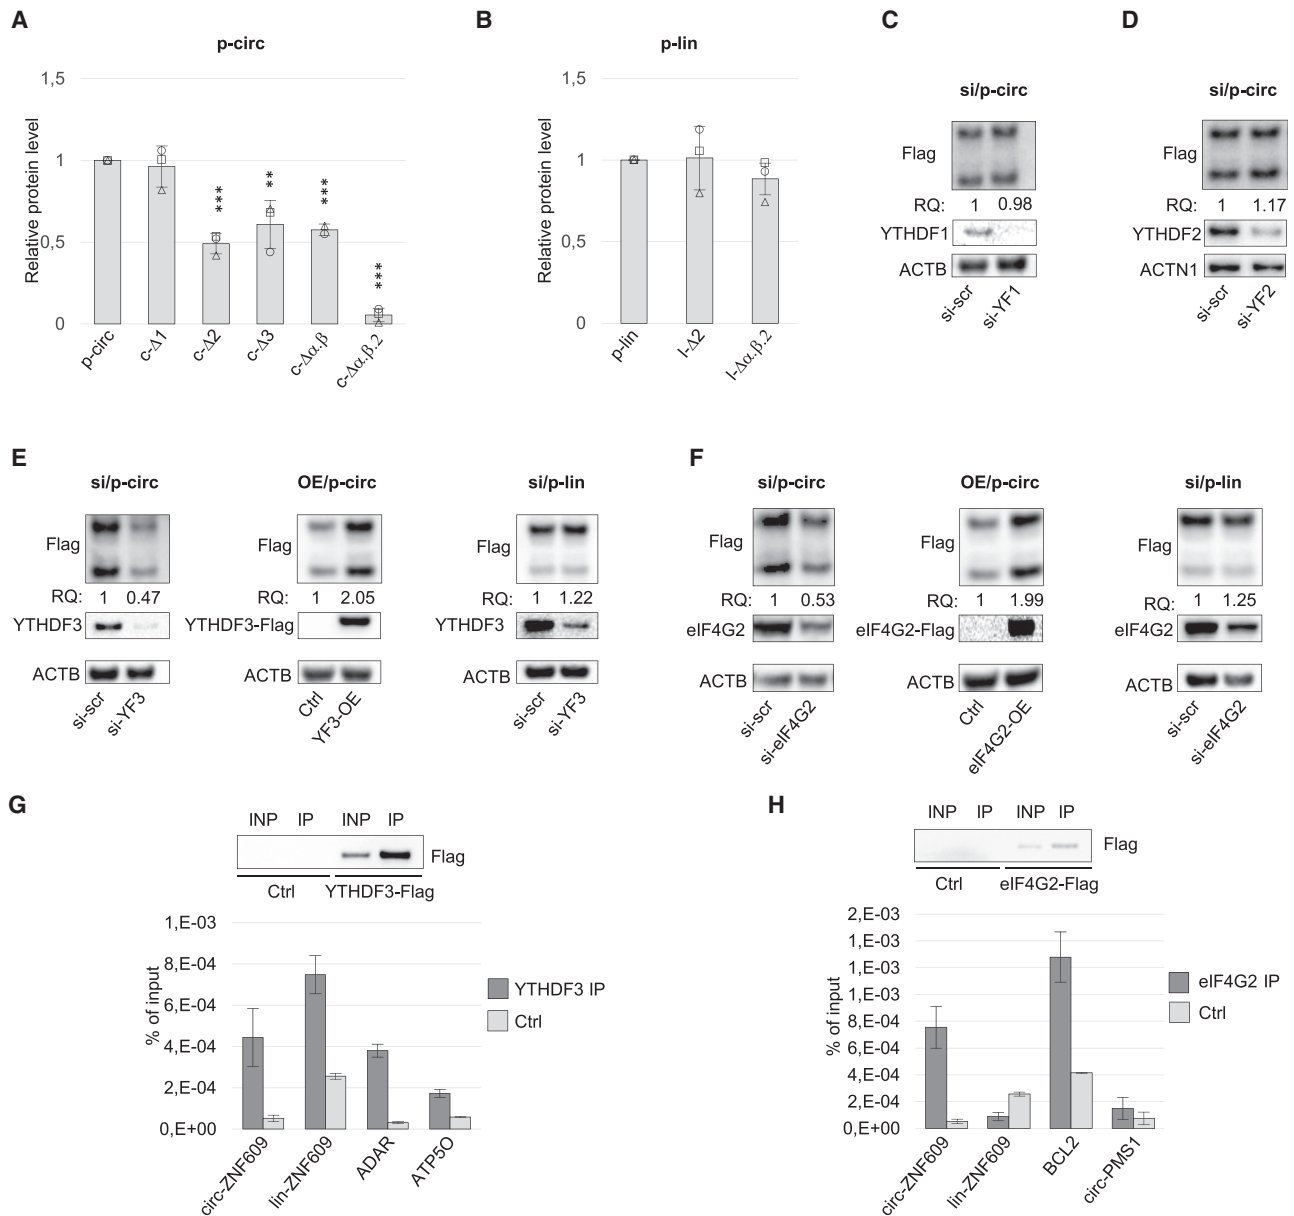 A
p-circ
Relative protein level
1,5
1
0,5
0
***
**
***
***
p-circ
c-Δ1
c-Δ2
c-Δ3
c-Δα.β
c-Δα.β.2
B
p-lin
Relative protein level
1,5
1
0,5
0
p-lin
l-Δ2
l-Δα.β.2
C
si/p-circ
Flag
RQ: 1 0.98
YTHDF1
ACTB
si-scr
si-YF1
D
si/p-circ
Flag
RQ: 1 1.17
YTHDF2
ACTN1
si-scr
si-YF2
E
si/p-circ
Flag
RQ: 1 0.47
YTHDF3
ACTB
si-scr
si-YF3
OE/p-circ
Flag
RQ: 1 2.05
YTHDF3-Flag
ACTB
Ctrl
YF3-OE
si/p-lin
Flag
RQ: 1 1.22
YTHDF3
ACTB
si-scr
si-YF3
F
si/p-circ
Flag
RQ: 1 0.53
eIF4G2
ACTB
si-scr
si-eIF4G2
OE/p-circ
Flag
RQ: 1 1.99
eIF4G2-Flag
ACTB
Ctrl
eIF4G2-OE
si/p-lin
Flag
RQ: 1 1.25
eIF4G2
ACTB
si-scr
si-eIF4G2
G
INP IP INP IP
Flag
Ctrl YTHDF3-Flag
% of input
1,E-03
8,E-04
6,E-04
4,E-04
2,E-04
0,E+00
YTHDF3 IP
Ctrl
circ-ZNF609
lin-ZNF609
ADAR
ATP5O
H
INP IP INP IP
Flag
Ctrl eIF4G2-Flag
% of input
2,E-03
1,E-03
1,E-03
1,E-03
8,E-04
6,E-04
4,E-04
2,E-04
0,E+00
eIF4G2 IP
Ctrl
circ-ZNF609
lin-ZNF609
BCL2
circ-PMS1